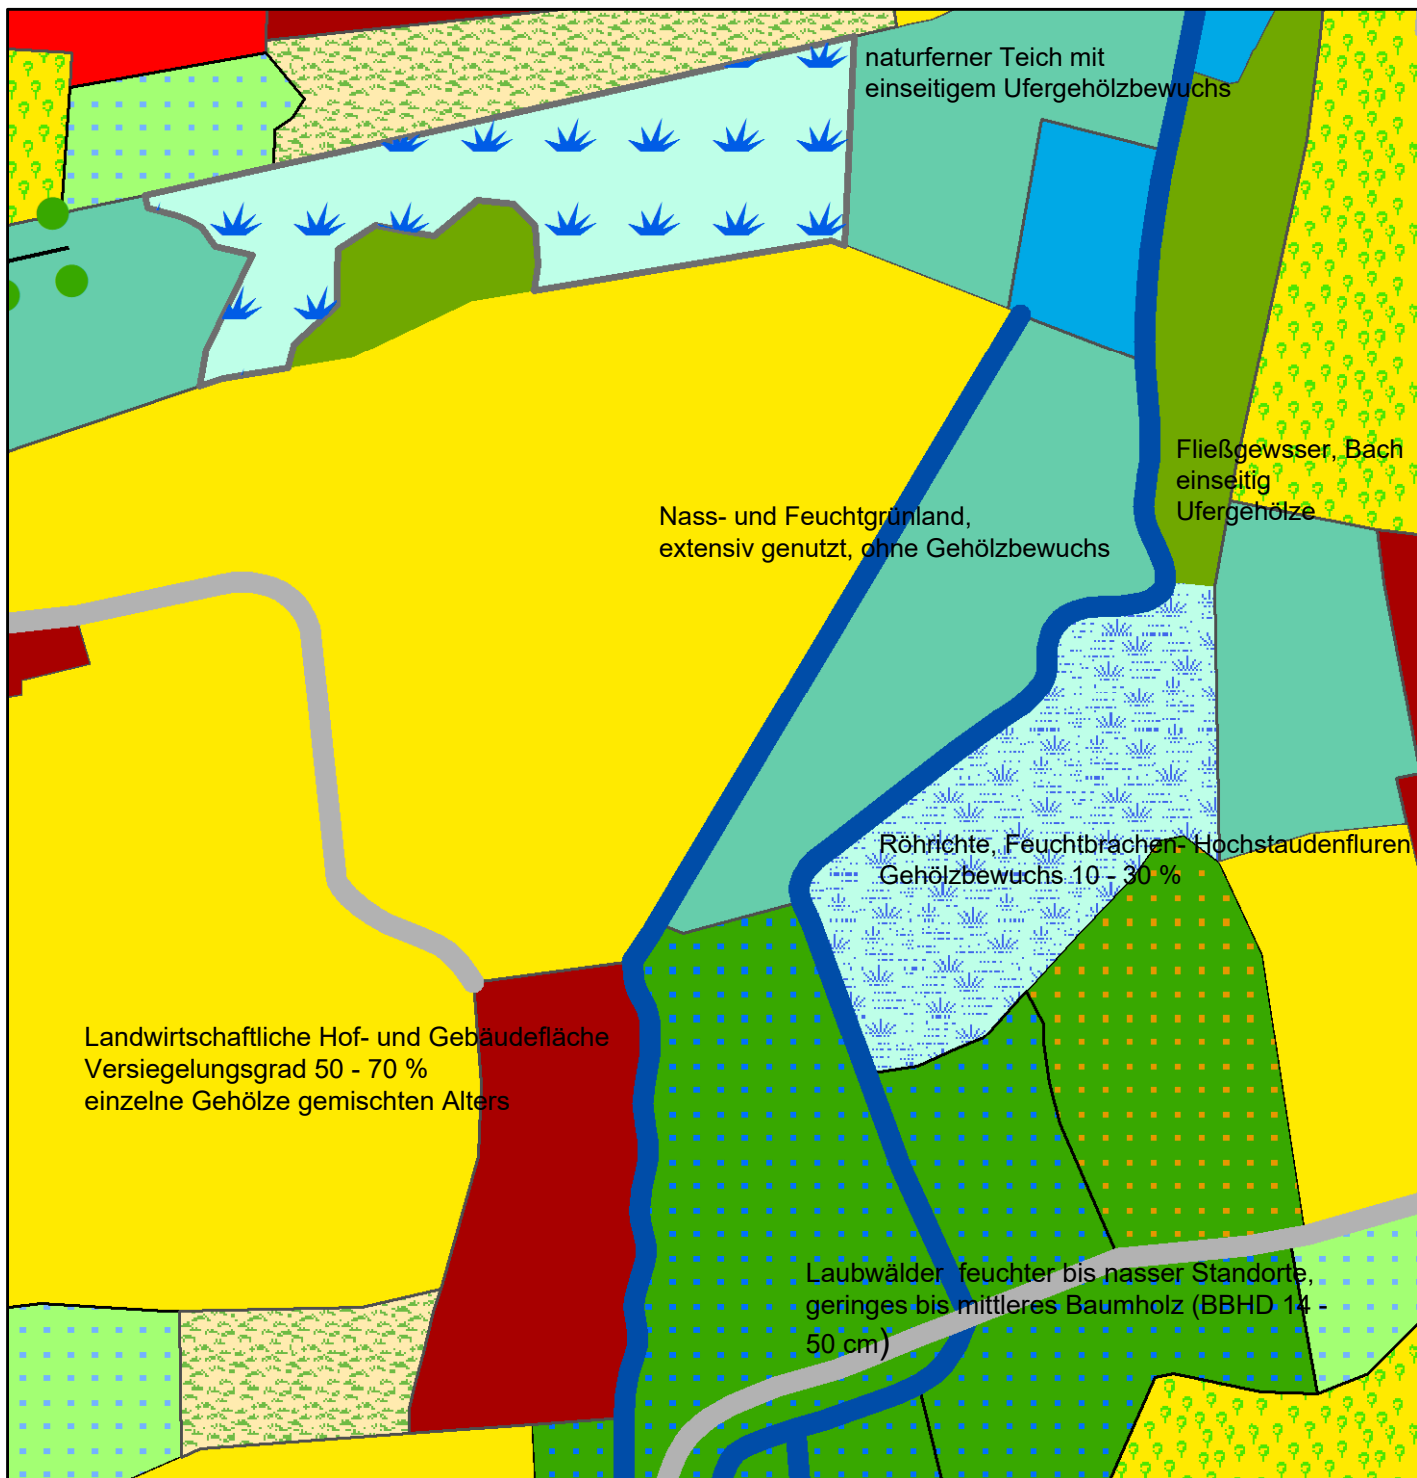 naturferner Teich mit
einseitigem Ufergehölzbewuchs
Fließgewsser, Bach
einseitig
Ufergehölze
Nass- und Feuchtgrünland,
extensiv genutzt, ohne Gehölzbewuchs
Röhrichte, Feuchtbrachen- Hochstaudenfluren
Gehölzbewuchs 10 - 30 %
Landwirtschaftliche Hof- und Gebäudefläche
Versiegelungsgrad 50 - 70 %
einzelne Gehölze gemischten Alters
Laubwälder feuchter bis nasser Standorte,
geringes bis mittleres Baumholz (BBHD 14 -
50 cm)